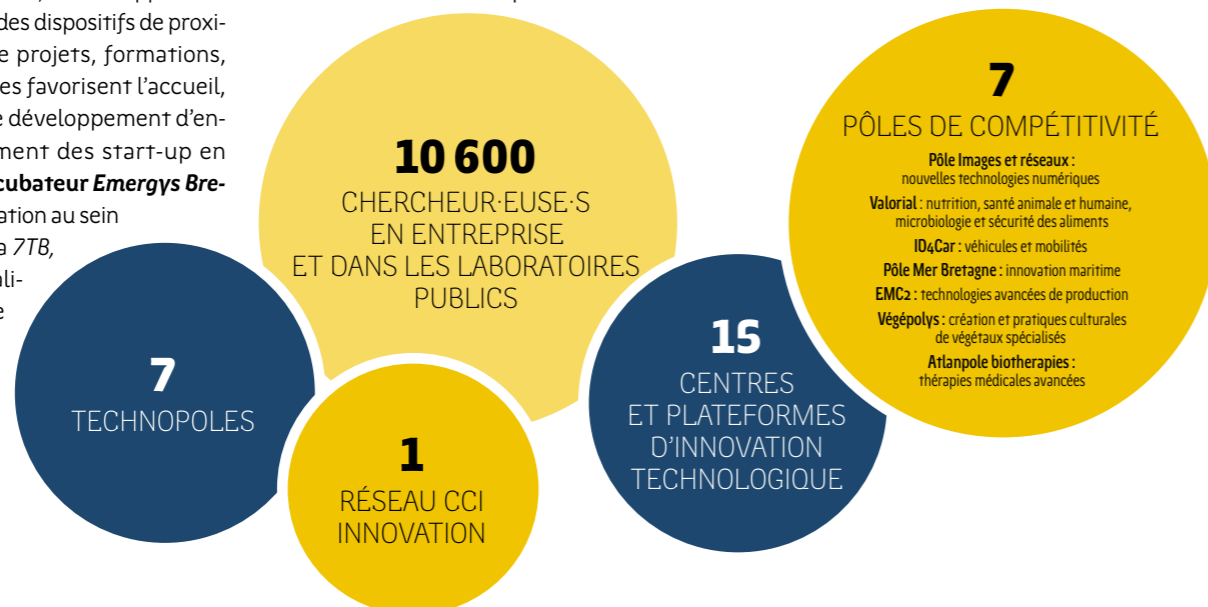 des dispositifs de proxi-
projets, formations,
es favorisent l'accueil,
développement d'en-
ment des start-up en
cubateur Emergys Bre-
ation au sein
a 7TB,
ali-
e
10 600
CHERCHEUR·EUSE·S
EN ENTREPRISE
ET DANS LES LABORATOIRES
PUBLICS
7
PÔLES DE COMPÉTITIVITÉ
Pôle Images et réseaux :
nouvelles technologies numériques
Valorial : nutrition, santé animale et humaine,
microbiologie et sécurité des aliments
ID4Car : véhicules et mobilités
Pôle Mer Bretagne : innovation maritime
EMC2 : technologies avancées de production
Végépolys : création et pratiques culturales
de végétaux spécialisés
Atlanpole biotherapies :
thérapies médicales avancées
7
TECHNOPOLES
1
RÉSEAU CCI
INNOVATION
15
CENTRES
ET PLATEFORMES
D'INNOVATION
TECHNOLOGIQUE